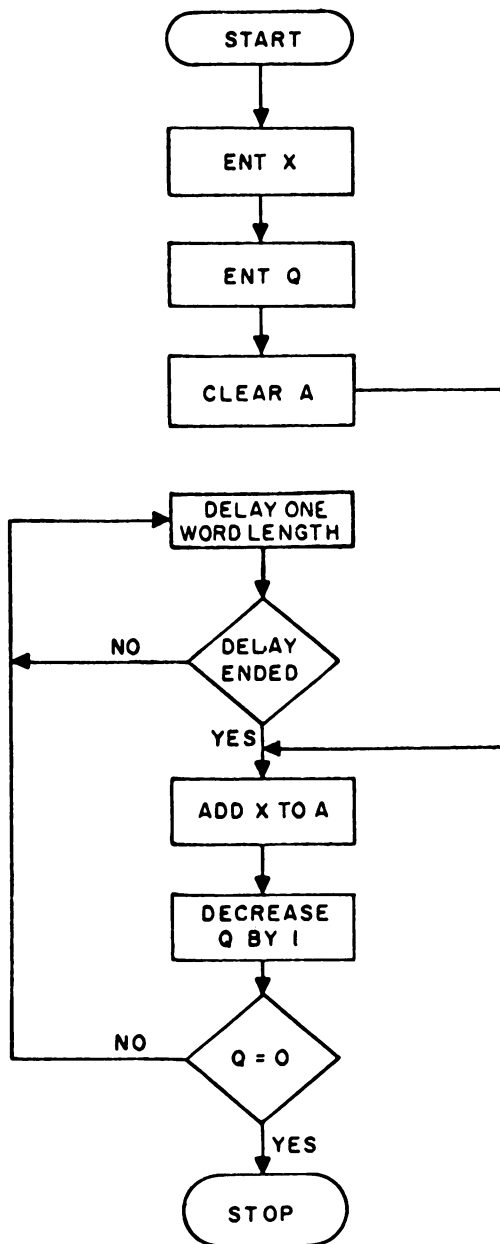 START
ENT X
ENT Q
CLEAR A
DELAY ONE
WORD LENGTH
DELAY
ENDED
NO
YES
ADD X TO A
DECREASE
Q BY 1
NO
Q = 0
YES
STOP